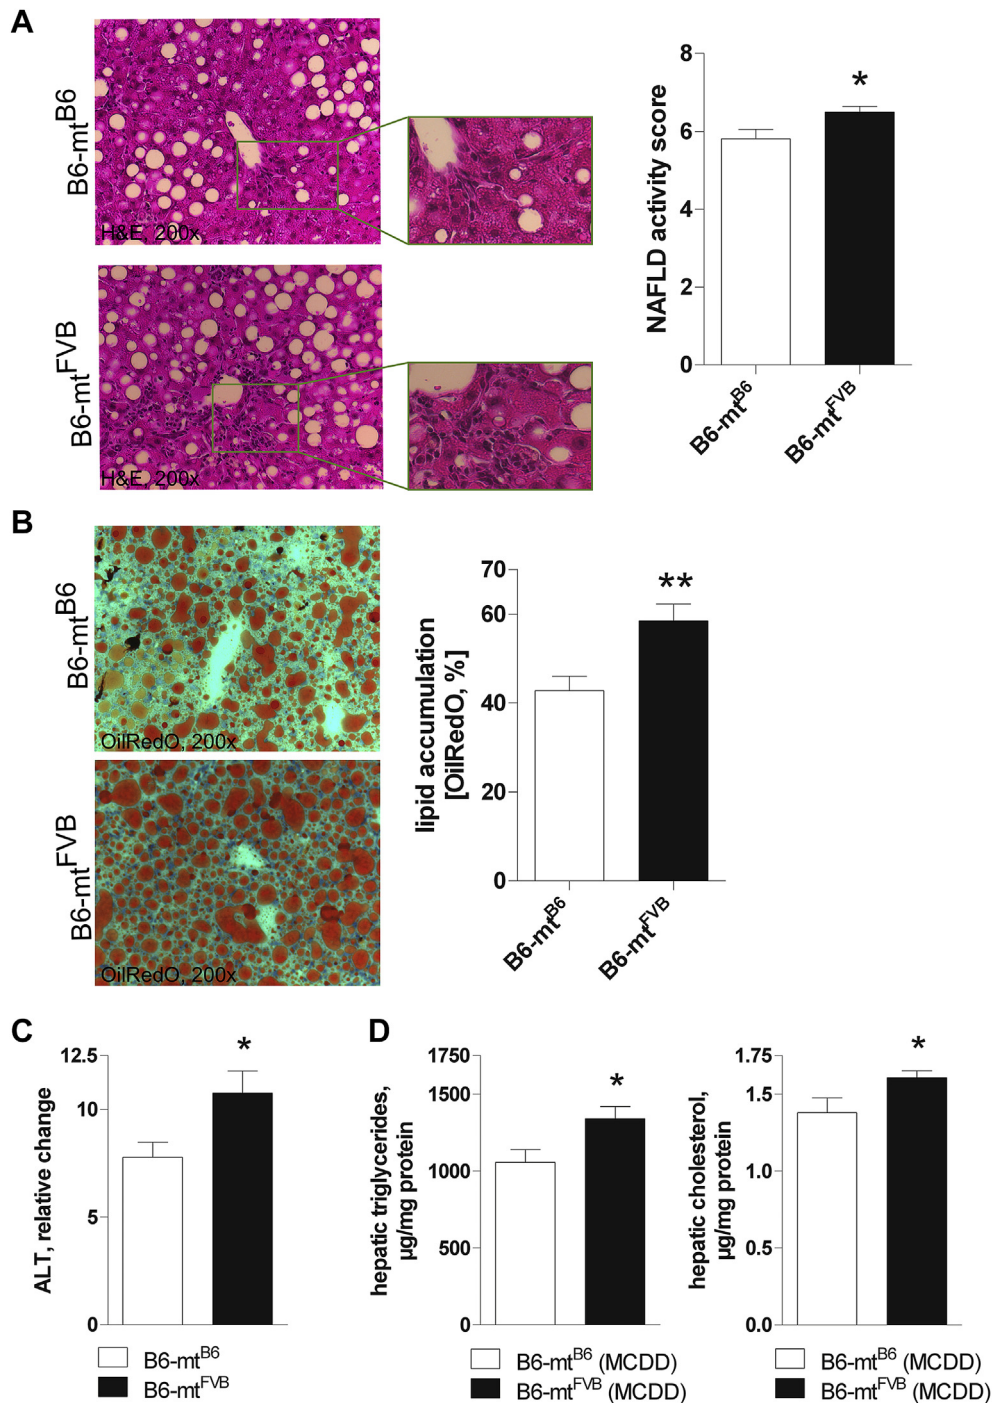 A
B6-mtB6
H&E, 200x
B6-mtFVB
H&E, 200x
NAFLD activity score
8
6
4
2
0
*
B6-mtB6
B6-mtFVB
B
B6-mtB6
OilRedO, 200x
B6-mtFVB
OilRedO, 200x
lipid accumulation
[OilRedO, %]
70
60
40
20
0
**
B6-mtB6
B6-mtFVB
C
ALT, relative change
12.5
10
5
0
*
B6-mtB6
B6-mtFVB
D
hepatic triglycerides,
µg/mg protein
1750
1500
1000
500
0
*
B6-mtB6 (MCDD)
B6-mtFVB (MCDD)
hepatic cholesterol,
µg/mg protein
1.75
1.5
1.0
0.5
0.0
*
B6-mtB6 (MCDD)
B6-mtFVB (MCDD)